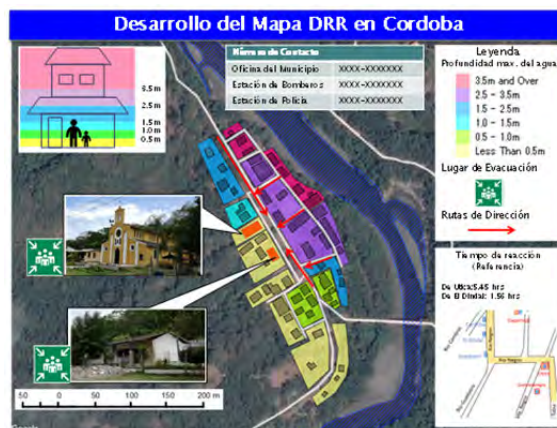 Desarrollo del Mapa DRR en Cordoba
3.5m
2.5m
1.5m
1.0m
0.5m
Número de Contacto
Oficina del Municipio XXXX-XXXXXXX
Estación de Bomberos XXXX-XXXXXXX
Estación de Policía XXXX-XXXXXXX
Leyenda
Profundidad max. del agua
3.5m and Over
2.5 - 3.5m
1.5 - 2.5m
1.0 - 1.5m
0.5 - 1.0m
Less Than 0.5m
Lugar de Evacuación
Rutas de Dirección
Tiempo de reacción
(Referencia)
De Utica:5.45 hrs
De El Dindal: 1.56 hrs
Rio Negro
50 0 50 100 150 200 m